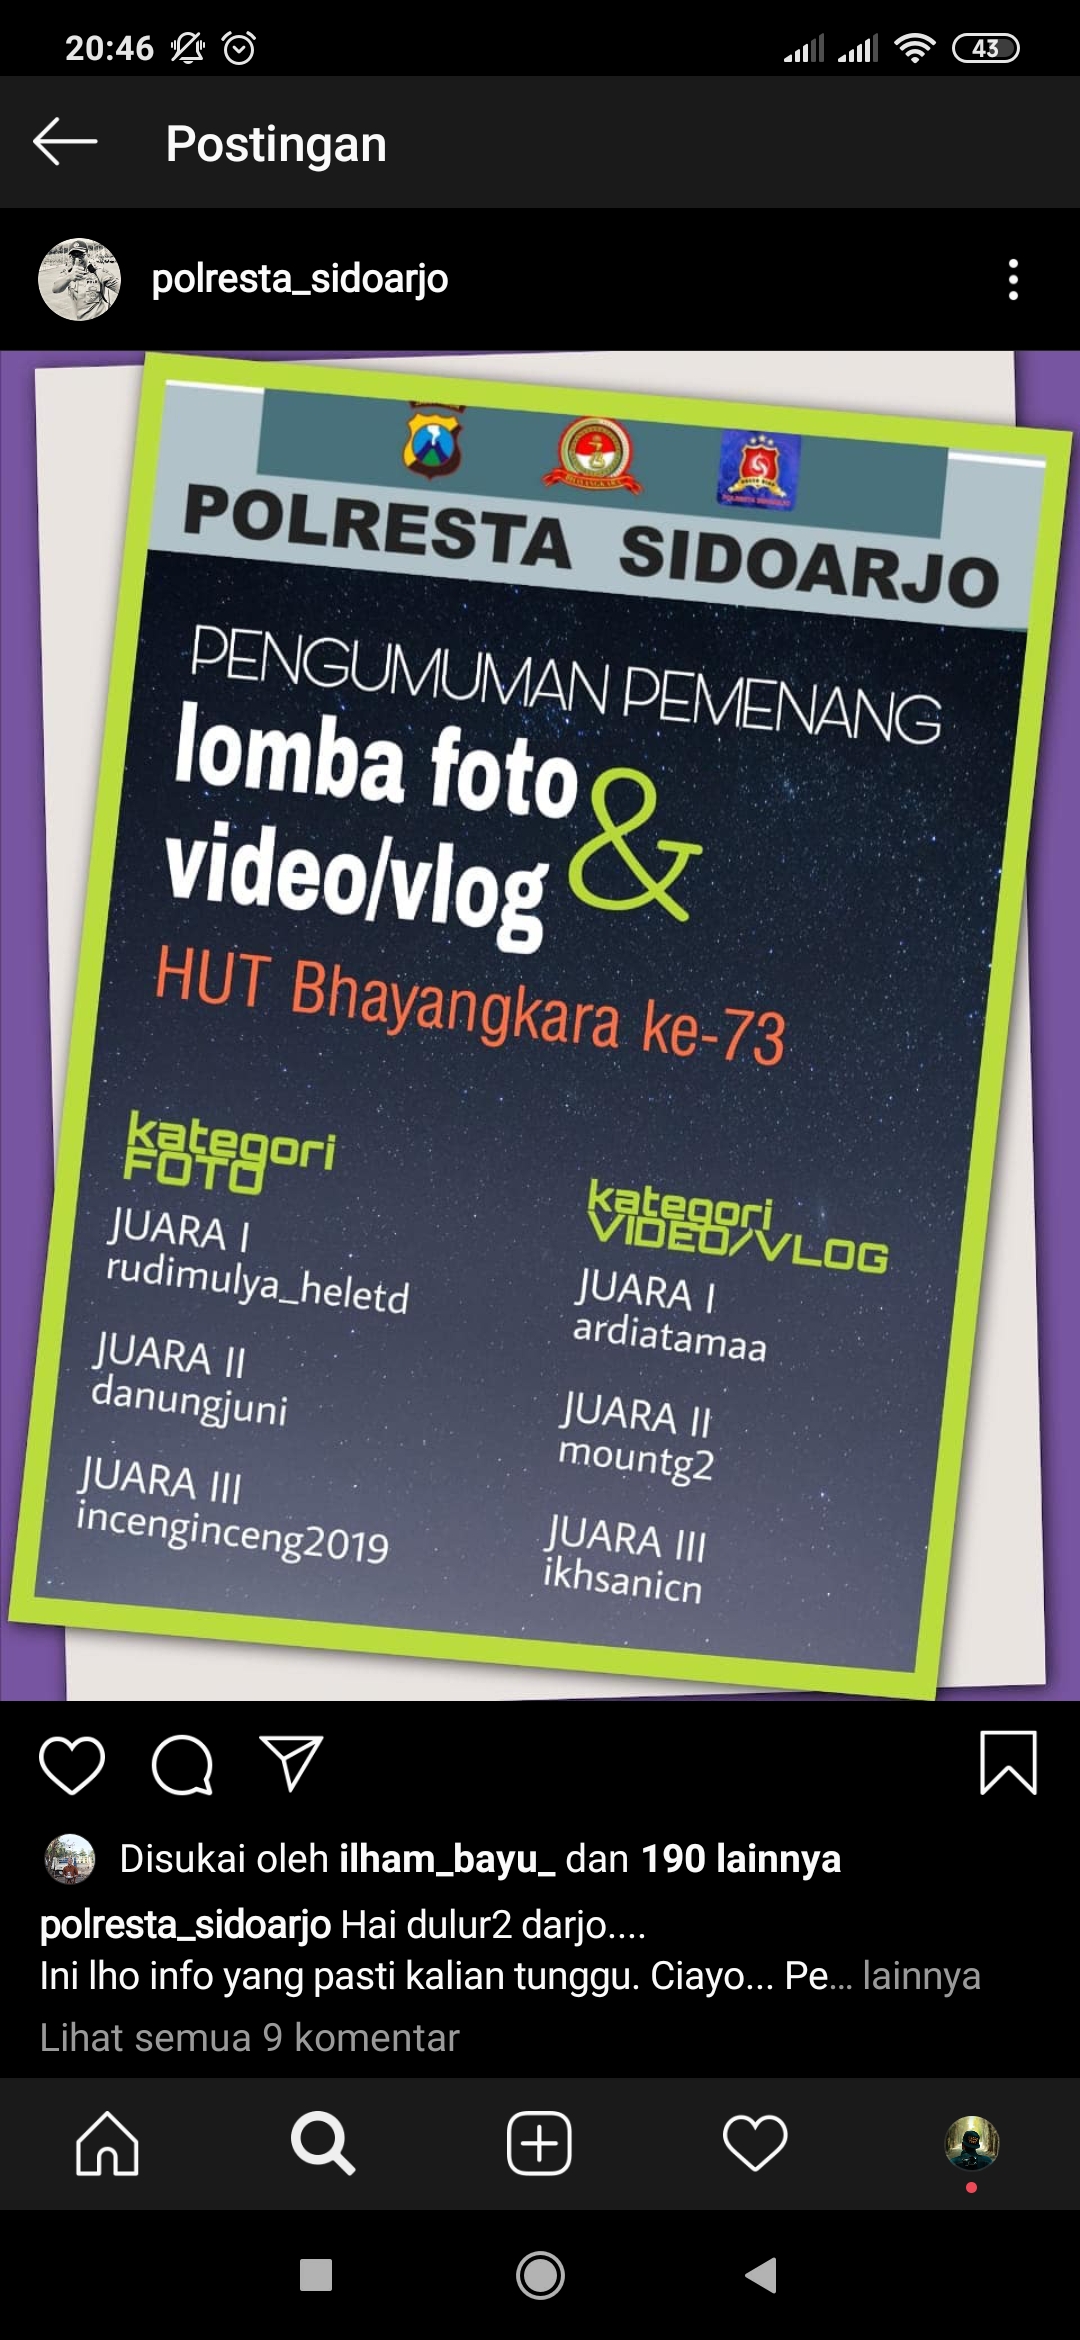 20:46
43
Postingan
polresta_sidoarjo
BHAYANGKARA
POLRESTA SIDOARJO
PENGUMUMAN PEMENANG
lomba foto &
video/vlog
HUT Bhayangkara ke-73
kategori
FOTO
JUARA I
rudimulya_heletd
JUARA II
danungjuni
JUARA III
incenginceng2019
kategori
VIDEO/VLOG
JUARA I
ardiatamaa
JUARA II
mountg2
JUARA III
ikhsanicn
Disukai oleh ilham_bayu_ dan 190 lainnya
polresta_sidoarjo Hai dulur2 darjo....
Ini lho info yang pasti kalian tunggu. Ciayo... Pe... lainnya
Lihat semua 9 komentar